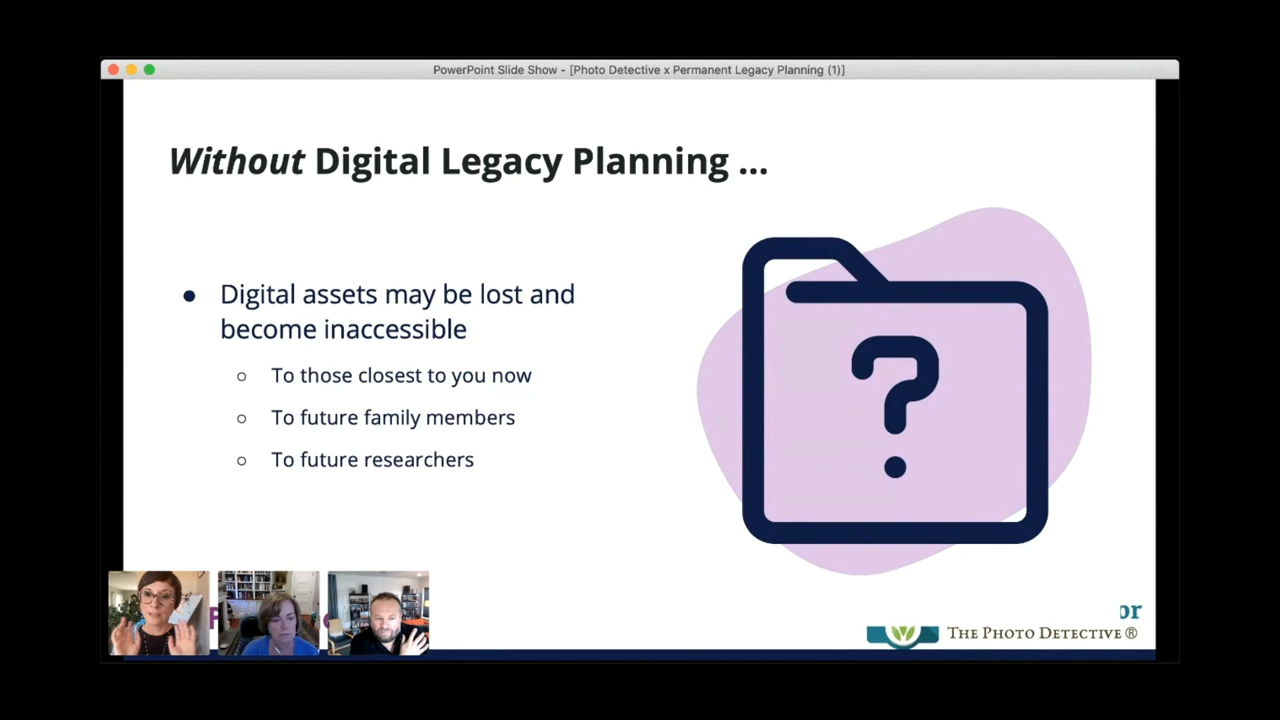 PowerPoint Slide Show - [Photo Detective x Permanent Legacy Planning (1)]
Without Digital Legacy Planning ...
● Digital assets may be lost and
become inaccessible
○ To those closest to you now
○ To future family members
○ To future researchers
?
or
THE PHOTO DETECTIVE®